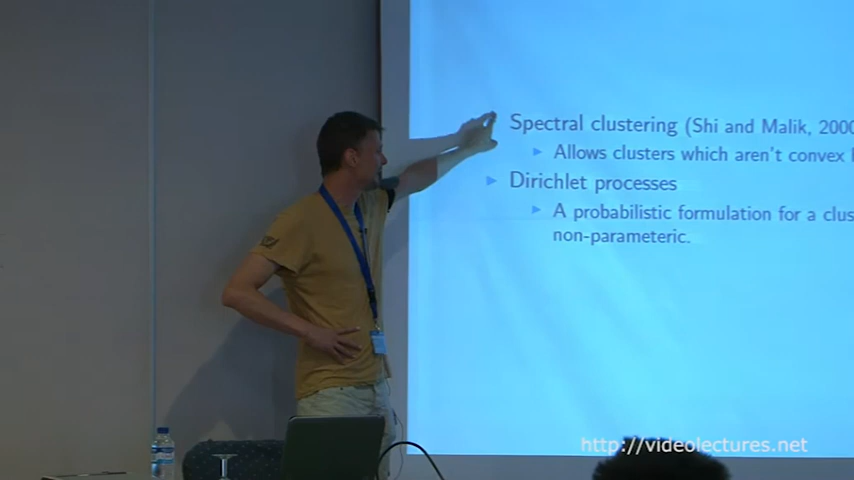 Spectral clustering (Shi and Malik, 2000
Allows clusters which aren't convex
Dirichlet processes
A probabilistic formulation for a clus
non-parameteric.
http://videolectures.net